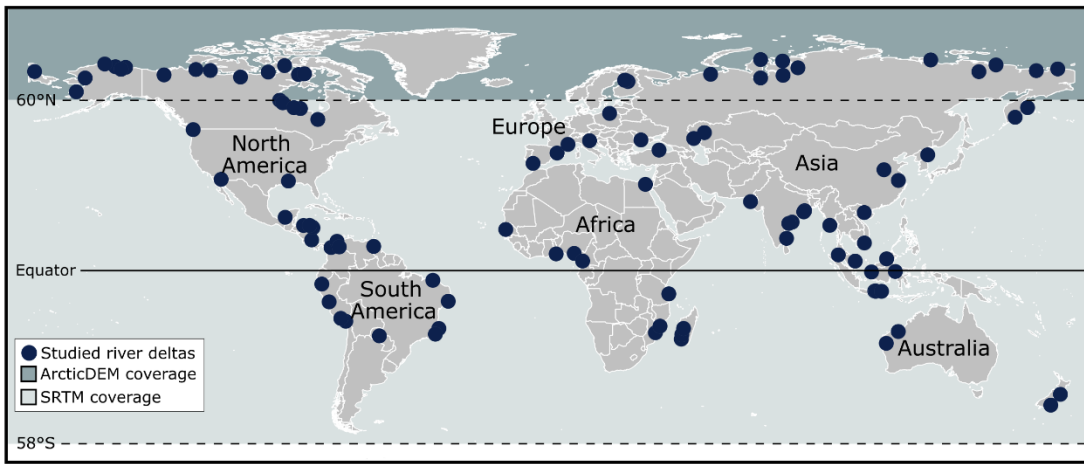 60°N
North
America
Europe
Asia
Africa
Equator
South
America
Australia
Studied river deltas
ArcticDEM coverage
SRTM coverage
58°S